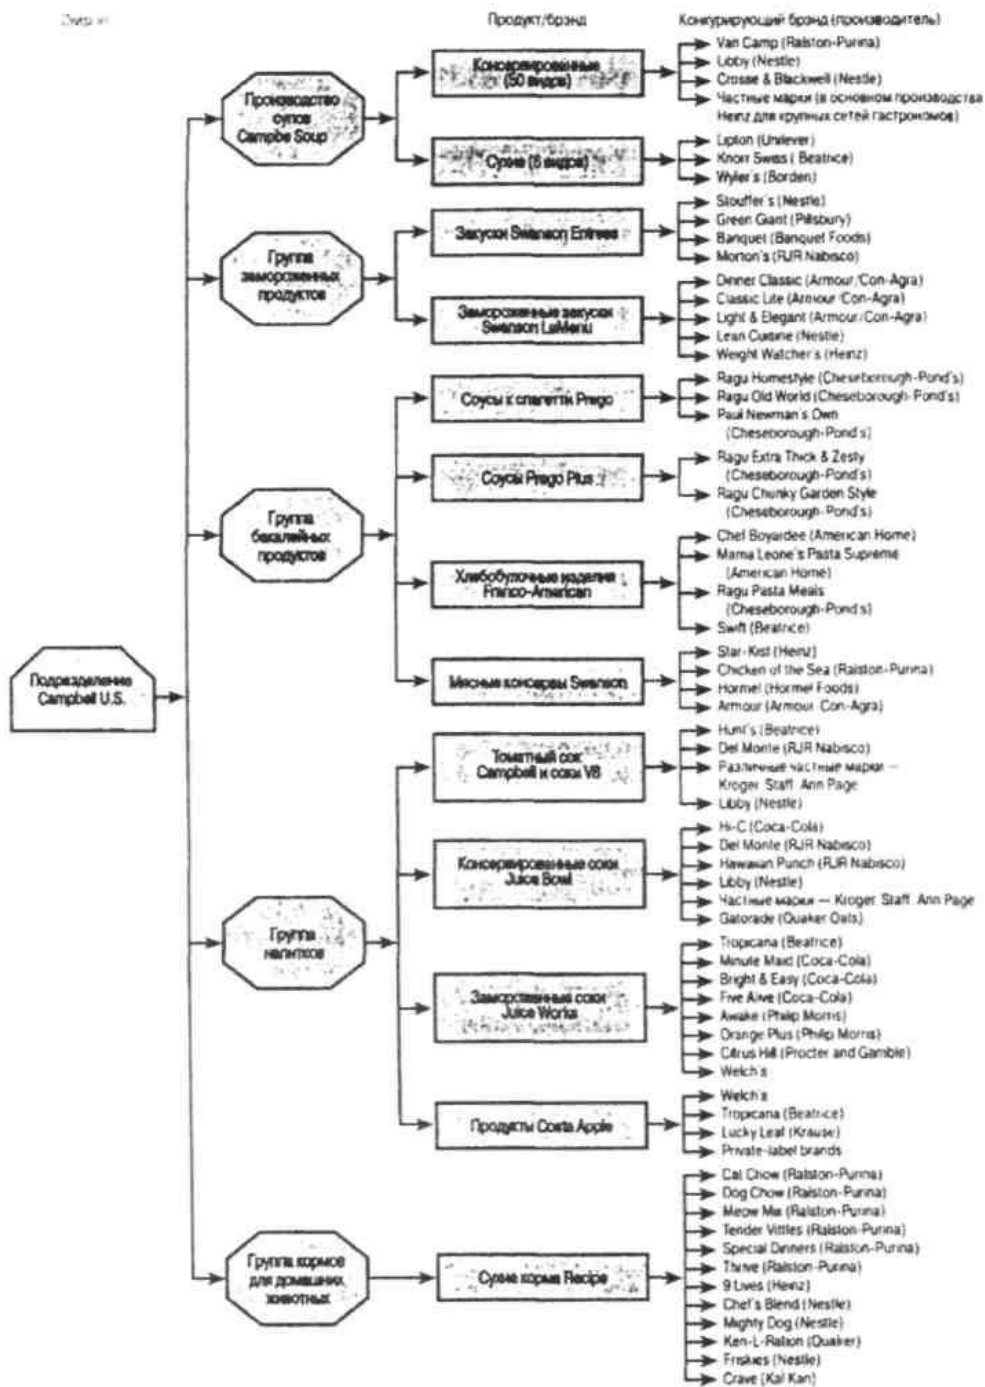 Продукт/брэнд
Конкурирующий брэнд (производитель)
Подразделение
Campbell U.S.
Производство
супов
Campbe Soup
Консервированные
(50 видов)
Van Camp (Ralston-Purina)
Libby (Nestle)
Crosse & Blackwell (Nestle)
Частные марки (в основном производства
Heinz для крупных сетей гастрономов)
Сухие (6 видов)
Lipton (Unilever)
Knorr Swiss ( Beatrice)
Wyler's (Borden)
Группа
замороженных
продуктов
Закуски Swanson Entrees
Stouffer's (Nestle)
Green Giant (Pillsbury)
Banquet (Banquet Foods)
Morton's (RJR Nabisco)
Замороженные закуски
Swanson LeMenu
Dinner Classic (Armour/Con-Agra)
Classic Lite (Armour/Con-Agra)
Light & Elegant (Armour/Con-Agra)
Lean Cuisine (Nestle)
Weight Watcher's (Heinz)
Группа
бакалейных
продуктов
Соусы к спагетти Prego
Ragu Homestyle (Cheseborough-Pond's)
Ragu Old World (Cheseborough-Pond's)
Paul Newman's Own
(Cheseborough-Pond's)
Соусы Prego Plus
Ragu Extra Thick & Zesty
(Cheseborough-Pond's)
Ragu Chunky Garden Style
(Cheseborough-Pond's)
Хлебобулочные изделия
Franco-American
Chef Boyardee (American Home)
Mama Leone's Pasta Supreme
(American Home)
Ragu Pasta Meals
(Cheseborough-Pond's)
Swift (Beatrice)
Мясные консервы Swanson
Star-Kist (Heinz)
Chicken of the Sea (Ralston-Purina)
Hormel (Hormel Foods)
Armour (Armour Con-Agra)
Группа
напитков
Томатный сок
Campbell и соки V8
Hunt's (Beatrice)
Del Monte (RJR Nabisco)
Различные частные марки —
Kroger. Staff. Ann Page
Libby (Nestle)
Консервированные соки
Juice Bowl
Hi-C (Coca-Cola)
Del Monte (RJR Nabisco)
Hawaiian Punch (RJR Nabisco)
Libby (Nestle)
Частные марки — Kroger. Staff. Ann Page
Gatorade (Quaker Oats)
Замороженные соки
Juice Works
Tropicana (Beatrice)
Minute Maid (Coca-Cola)
Bright & Easy (Coca-Cola)
Five Alive (Coca-Cola)
Awake (Philip Morris)
Orange Plus (Philip Morris)
Citrus Hill (Procter and Gamble)
Welch's
Продукты Costa Apple
Welch's
Tropicana (Beatrice)
Lucky Leaf (Krause)
Private-label brands
Группа кормов
для домашних
животных
Сухие корма Recipe
Cat Chow (Ralston-Purina)
Dog Chow (Ralston-Purina)
Meow Mix (Ralston-Purina)
Tender Vittles (Ralston-Purina)
Special Dinners (Ralston-Purina)
Thrive (Ralston-Purina)
9 Lives (Heinz)
Chef's Blend (Nestle)
Mighty Dog (Nestle)
Ken-L-Ration (Quaker)
Friskies (Nestle)
Crave (Kal Kan)